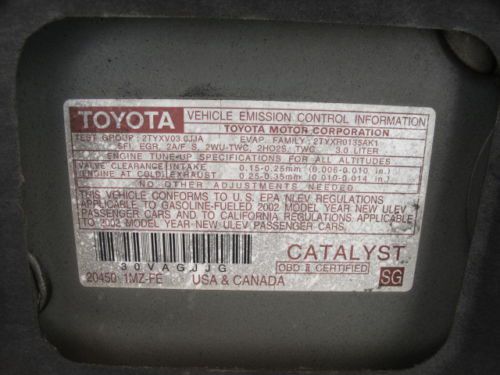 TOYOTA VEHICLE EMISSION CONTROL INFORMATION
TOYOTA MOTOR CORPORATION
TEST GROUP: 2TYXV03.0JJA EVAP. FAMILY: 2TYXR0135AK1
SFI, EGR, 2A/F S, 2WU-TWC, 2HO2S, TWC 3.0 LITER
ENGINE TUNE-UP SPECIFICATIONS FOR ALL ALTITUDES
VALVE CLEARANCE INTAKE 0.15-0.25mm (0.006-0.010 in.)
ENGINE AT COLD EXHAUST 0.25-0.35mm (0.010-0.014 in.)
NO OTHER ADJUSTMENTS NEEDED
THIS VEHICLE CONFORMS TO U.S. EPA NLEV REGULATIONS
APPLICABLE TO GASOLINE-FUELED 2002 MODEL YEAR NEW ULEV
PASSENGER CARS AND TO CALIFORNIA REGULATIONS APPLICABLE
TO 2002 MODEL YEAR NEW ULEV PASSENGER CARS.
30VAGJJG
CATALYST
OBD II CERTIFIED
20450 1MZ-FE USA & CANADA SG